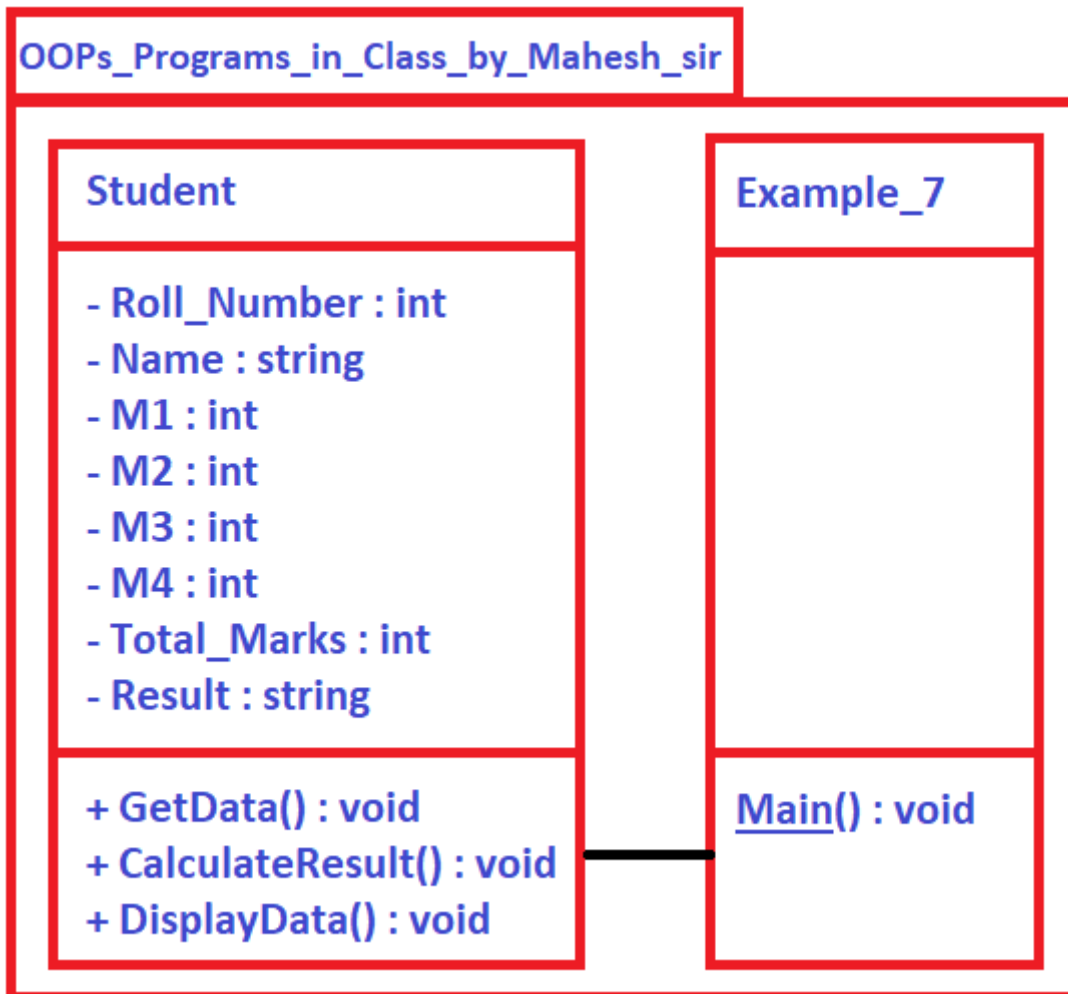 OOPs_Programs_in_Class_by_Mahesh_sir
Student
- Roll_Number : int
- Name : string
- M1 : int
- M2 : int
- M3 : int
- M4 : int
- Total_Marks : int
- Result : string
+ GetData() : void
+ CalculateResult() : void
+ DisplayData() : void
Example_7
Main() : void